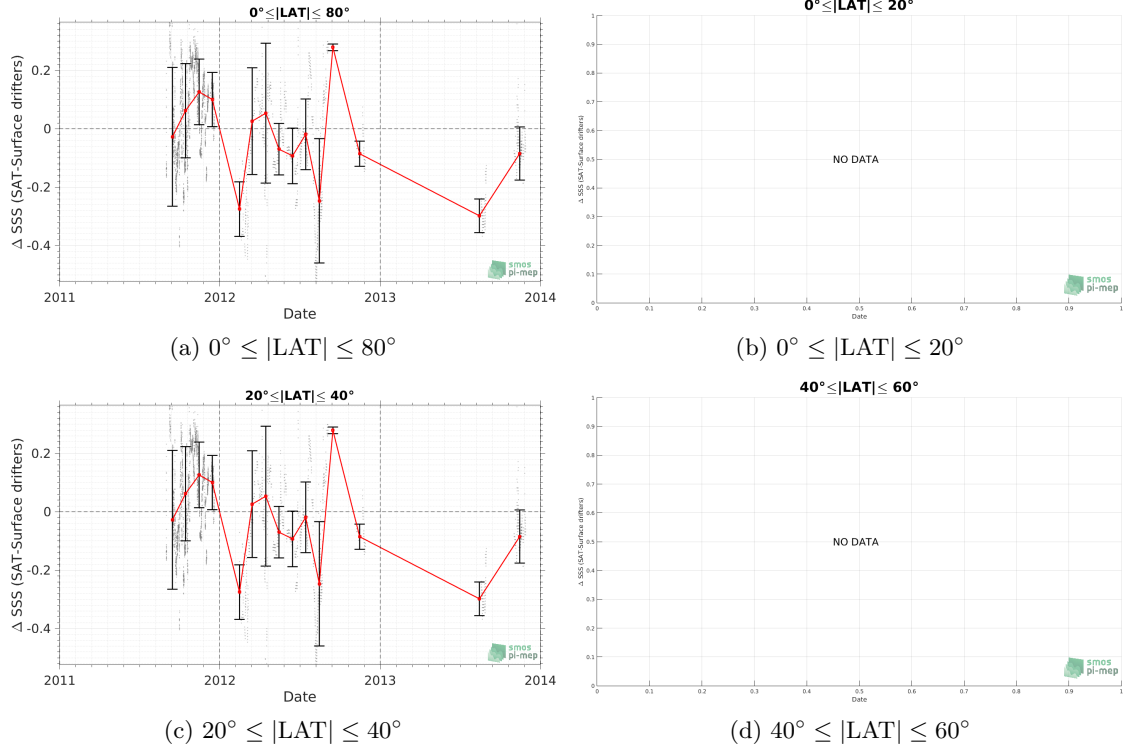 0°≤|LAT|≤ 80°
Δ SSS (SAT-Surface drifters)
0.2
0
-0.2
-0.4
2011 2012 2013 2014
Date
smos
pi-mep
(a) 0° ≤ |LAT| ≤ 80°
0°≤|LAT|≤ 20°
Δ SSS (SAT-Surface drifters)
1
0.9
0.8
0.7
0.6
0.5
0.4
0.3
0.2
0.1
0
NO DATA
0 0.1 0.2 0.3 0.4 0.5 0.6 0.7 0.8 0.9 1
Date
smos
pi-mep
(b) 0° ≤ |LAT| ≤ 20°
20°≤|LAT|≤ 40°
Δ SSS (SAT-Surface drifters)
0.2
0
-0.2
-0.4
2011 2012 2013 2014
Date
smos
pi-mep
(c) 20° ≤ |LAT| ≤ 40°
40°≤|LAT|≤ 60°
Δ SSS (SAT-Surface drifters)
1
0.9
0.8
0.7
0.6
0.5
0.4
0.3
0.2
0.1
0
NO DATA
0 0.1 0.2 0.3 0.4 0.5 0.6 0.7 0.8 0.9 1
Date
smos
pi-mep
(d) 40° ≤ |LAT| ≤ 60°